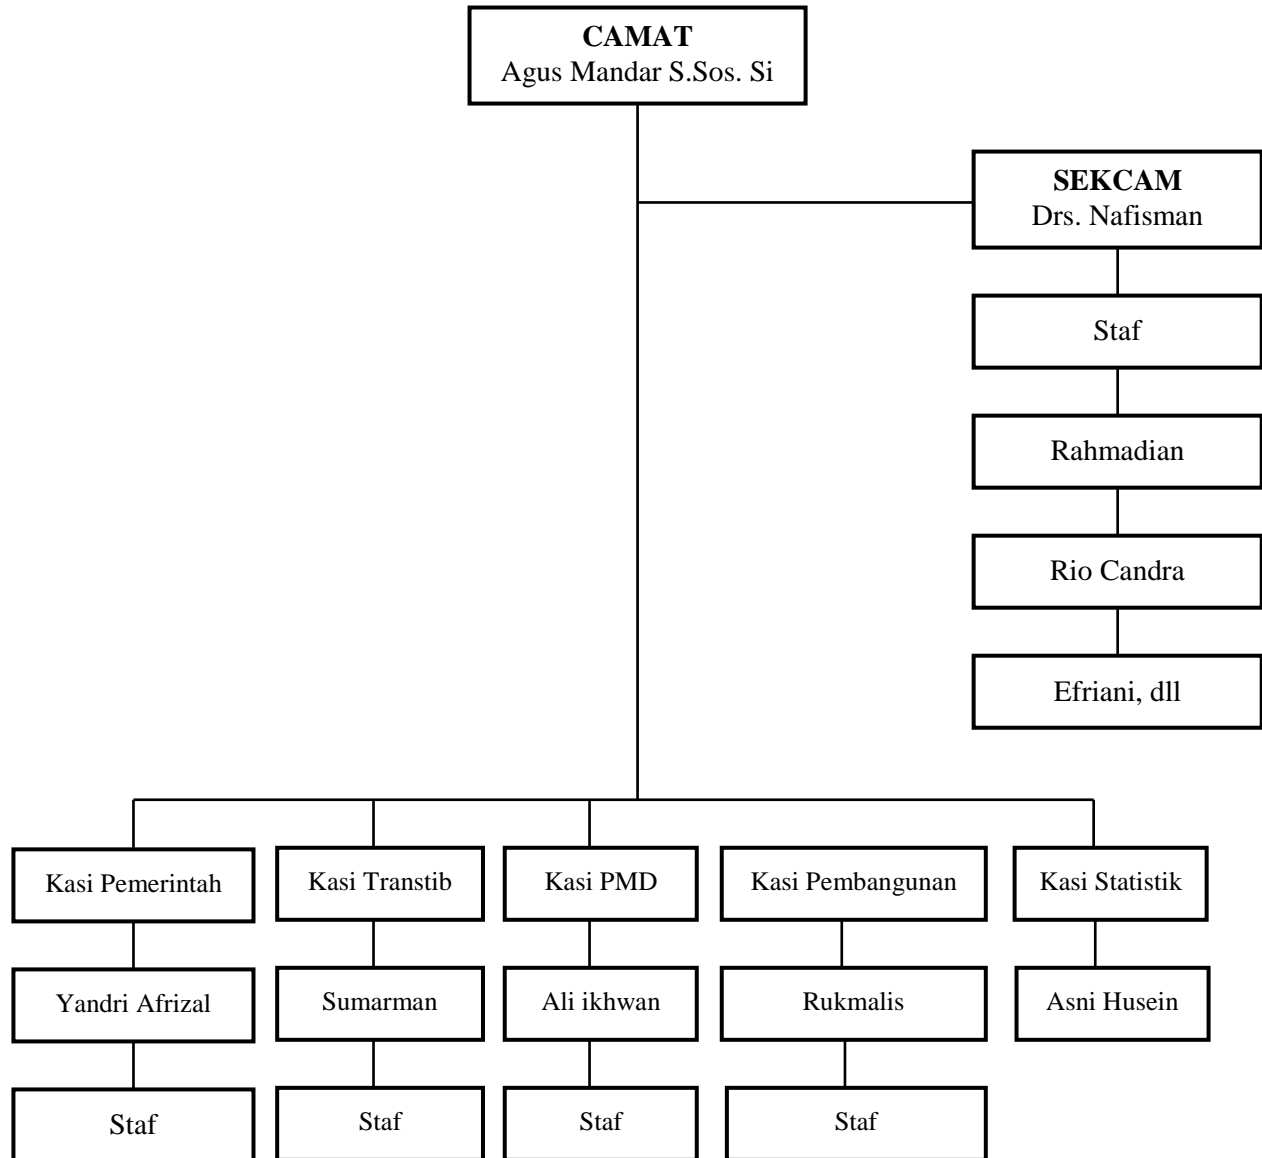 CAMAT
Agus Mandar S.Sos. Si
SEKCAM
Drs. Nafisman
Staf
Rahmadian
Rio Candra
Efriani, dll
Kasi Pemerintah
Kasi Transtib
Kasi PMD
Kasi Pembangunan
Kasi Statistik
Yandri Afrizal
Sumarman
Ali ikhwan
Rukmalis
Asni Husein
Staf
Staf
Staf
Staf